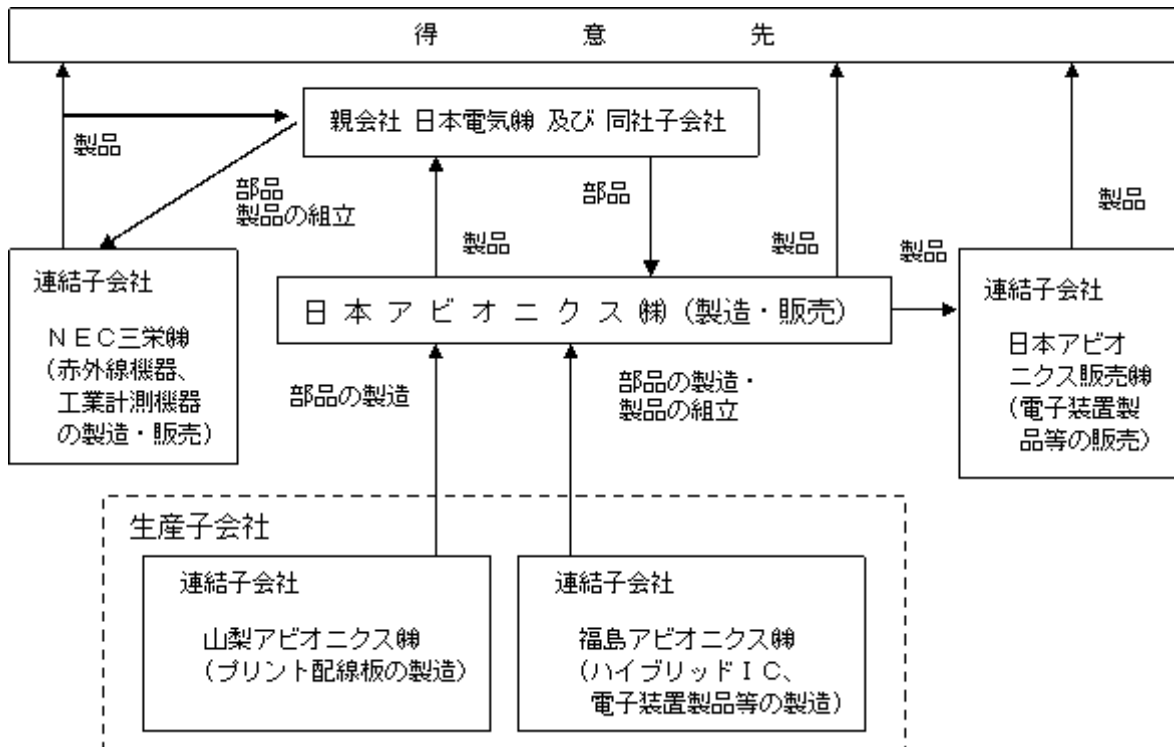 得意先
親会社 日本電気㈱ 及び 同社子会社
製品
部品
製品の組立
部品
製品
製品
製品
製品
連結子会社
ＮＥＣ三栄㈱
(赤外線機器、
工業計測機器
の製造・販売)
日本アビオニクス㈱(製造・販売)
連結子会社
日本アビオ
ニクス販売㈱
(電子装置製
品等の販売)
部品の製造
部品の製造・
製品の組立
生産子会社
連結子会社
山梨アビオニクス㈱
(プリント配線板の製造)
連結子会社
福島アビオニクス㈱
(ハイブリッドＩＣ、
電子装置製品等の製造)